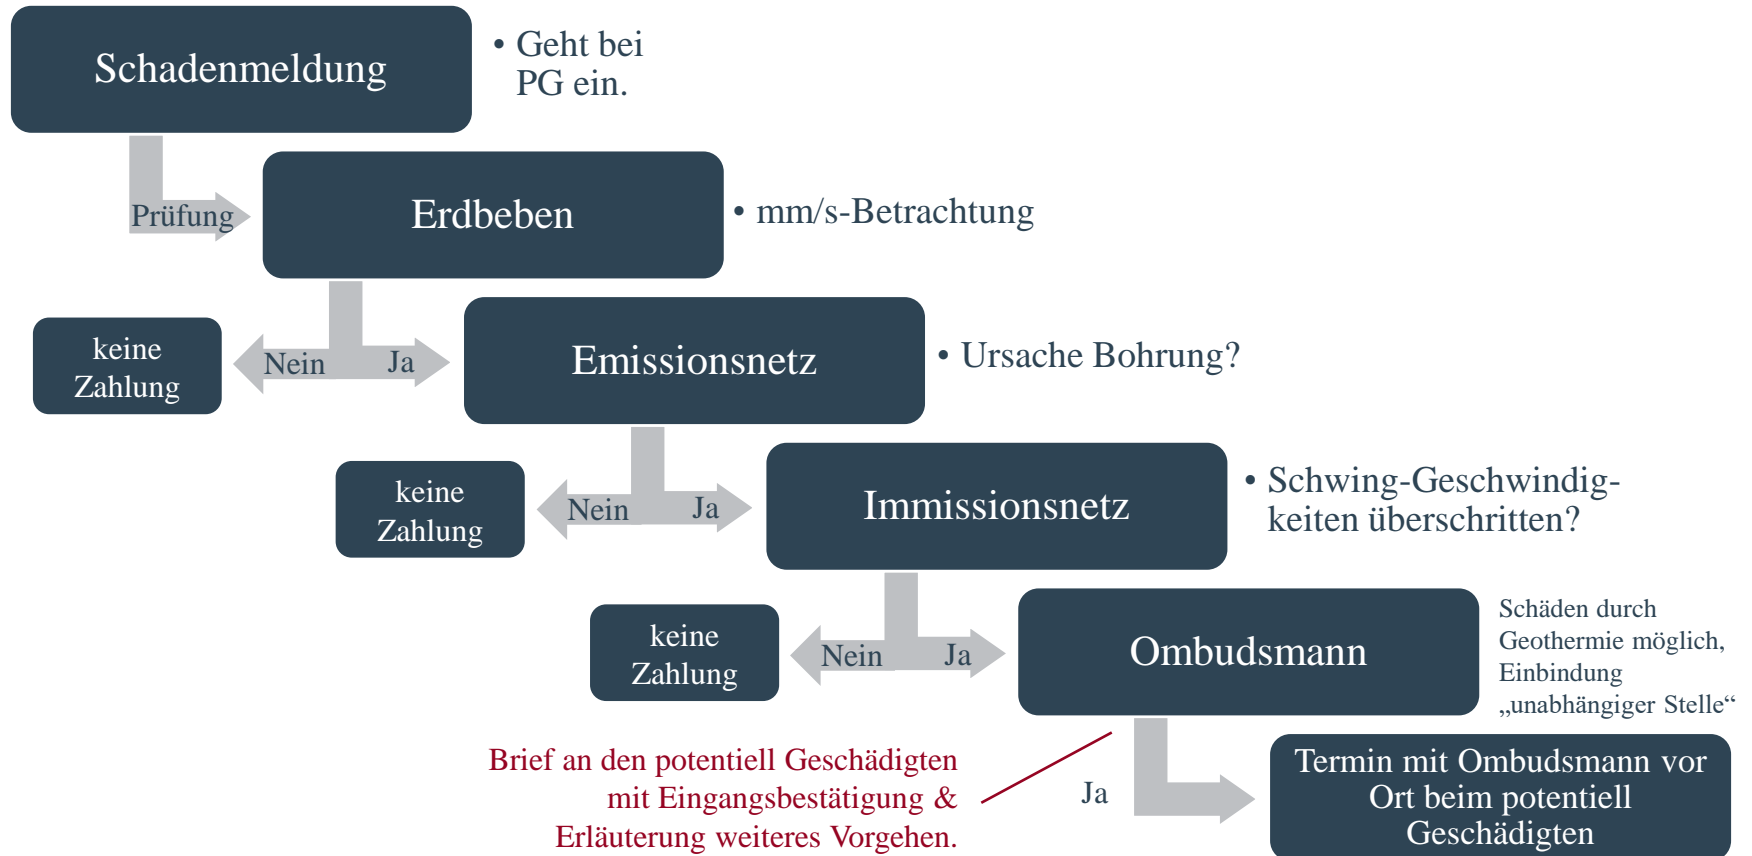 Schadenmeldung
• Geht bei
PG ein.
Prüfung
Erdbeben
• mm/s-Betrachtung
keine
Zahlung
Nein
Ja
Emissionsnetz
• Ursache Bohrung?
keine
Zahlung
Nein
Ja
Immissionsnetz
• Schwing-Geschwindig-
keiten überschritten?
keine
Zahlung
Nein
Ja
Ombudsmann
Schäden durch
Geothermie möglich,
Einbindung
„unabhängiger Stelle“
Brief an den potentiell Geschädigten
mit Eingangsbestätigung &
Erläuterung weiteres Vorgehen.
Ja
Termin mit Ombudsmann vor
Ort beim potentiell
Geschädigten